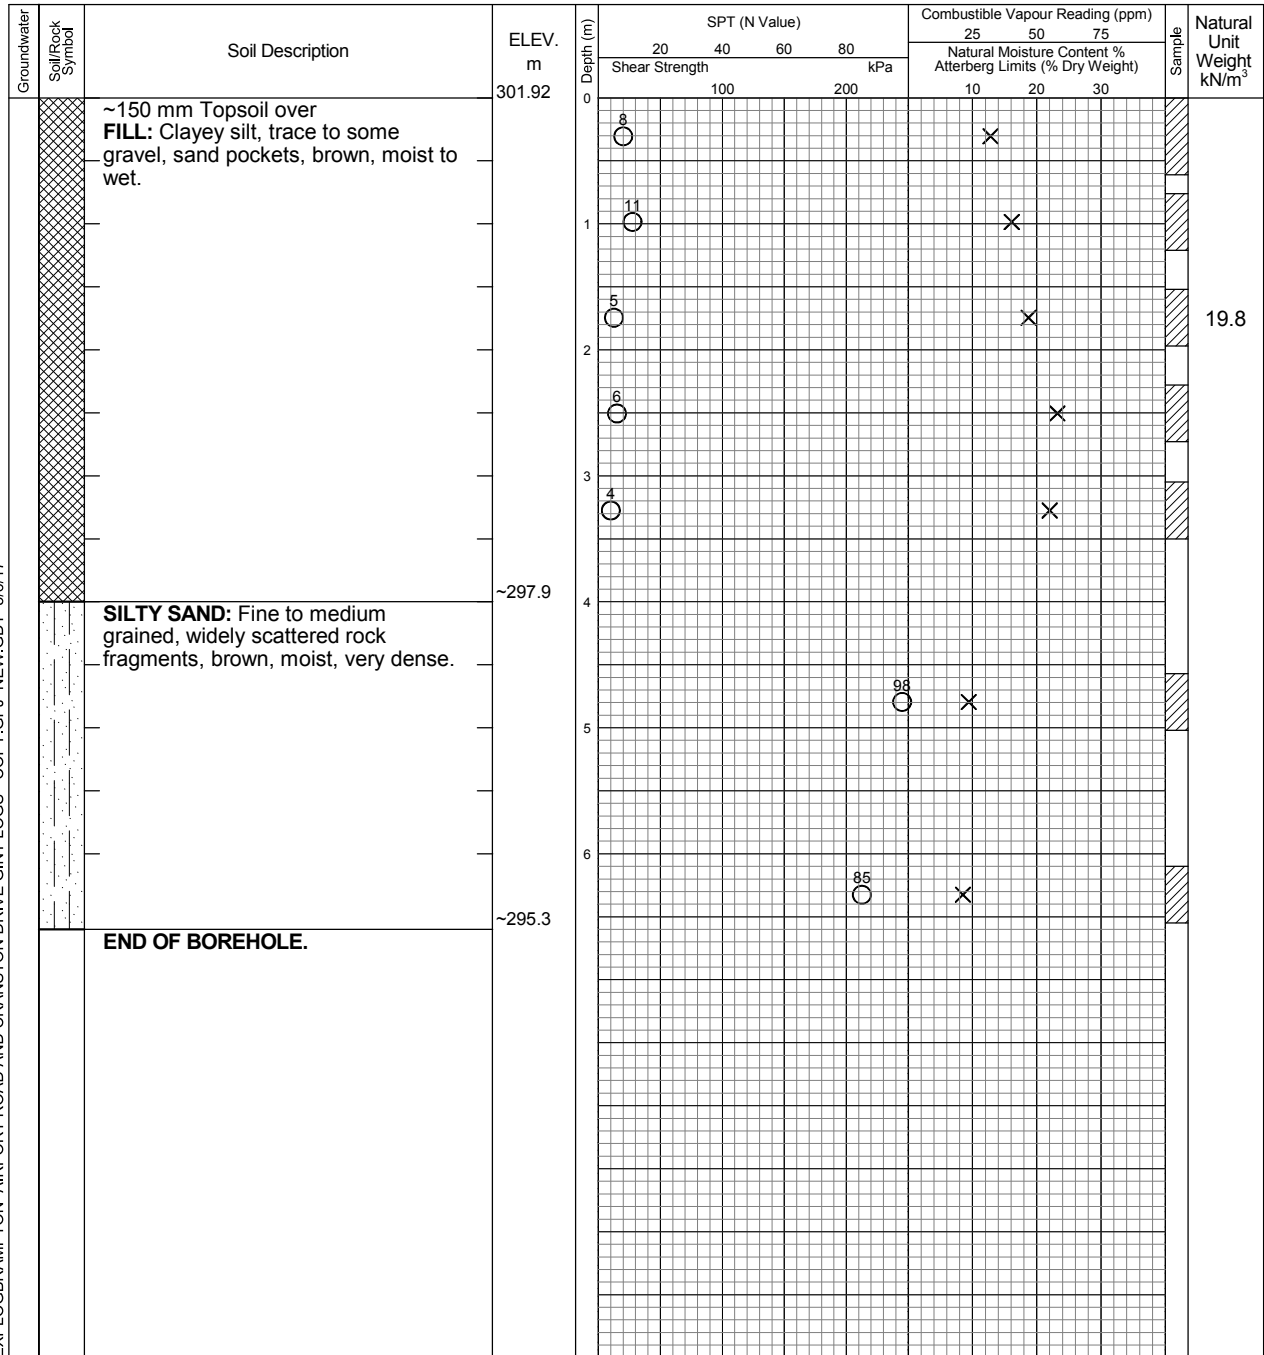 Groundwater
Soil/Rock
Symbol
Soil Description
ELEV.
m
301.92
Depth (m)
SPT (N Value)
20 40 60 80
Shear Strength kPa
100 200
Combustible Vapour Reading (ppm)
25 50 75
Natural Moisture Content %
Atterberg Limits (% Dry Weight)
10 20 30
Sample
Natural
Unit
Weight
kN/m³
0
~150 mm Topsoil over
FILL: Clayey silt, trace to some
gravel, sand pockets, brown, moist to
wet.
8
11
1
5
19.8
2
6
3
4
~297.9
4
SILTY SAND: Fine to medium
grained, widely scattered rock
fragments, brown, moist, very dense.
98
5
6
85
~295.3
END OF BOREHOLE.